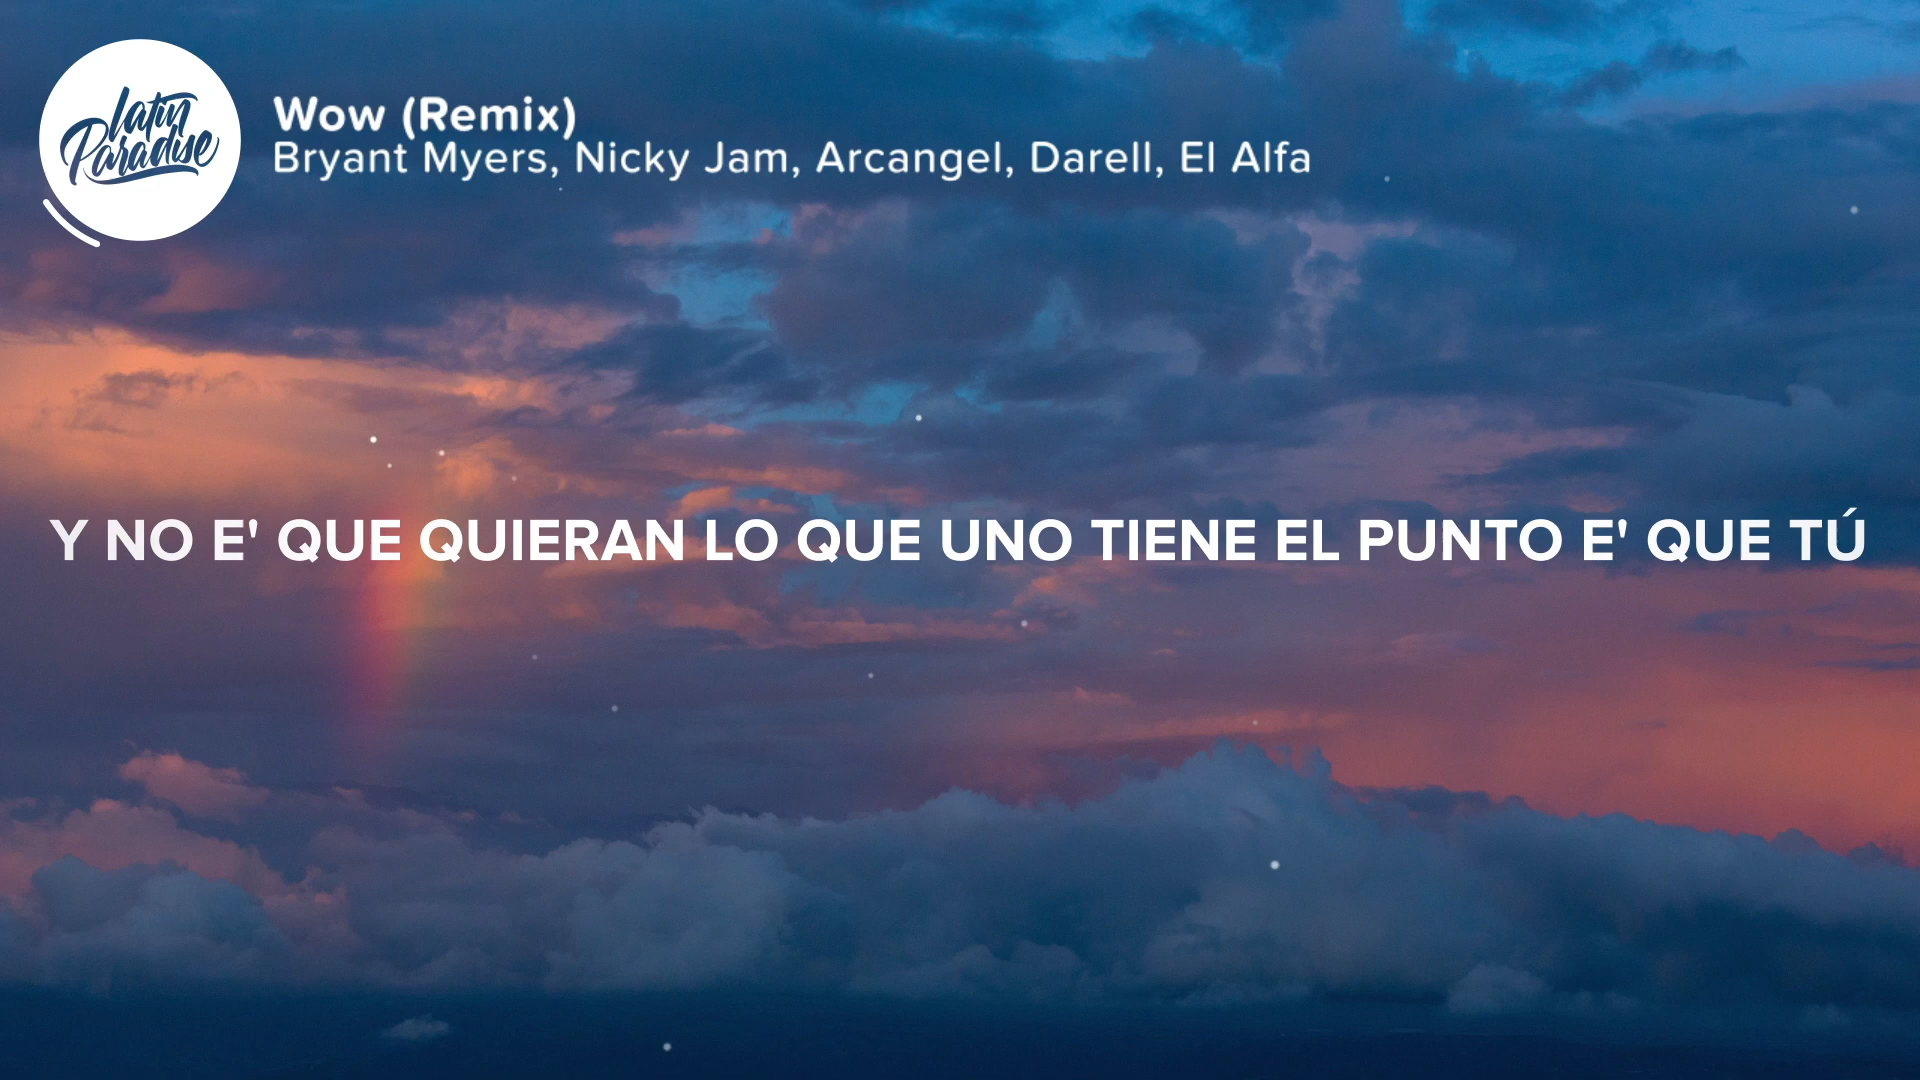 latin
Paradise
Wow (Remix)
Bryant Myers, Nicky Jam, Arcangel, Darell, El Alfa
Y NO E' QUE QUIERAN LO QUE UNO TIENE EL PUNTO E' QUE TÚ